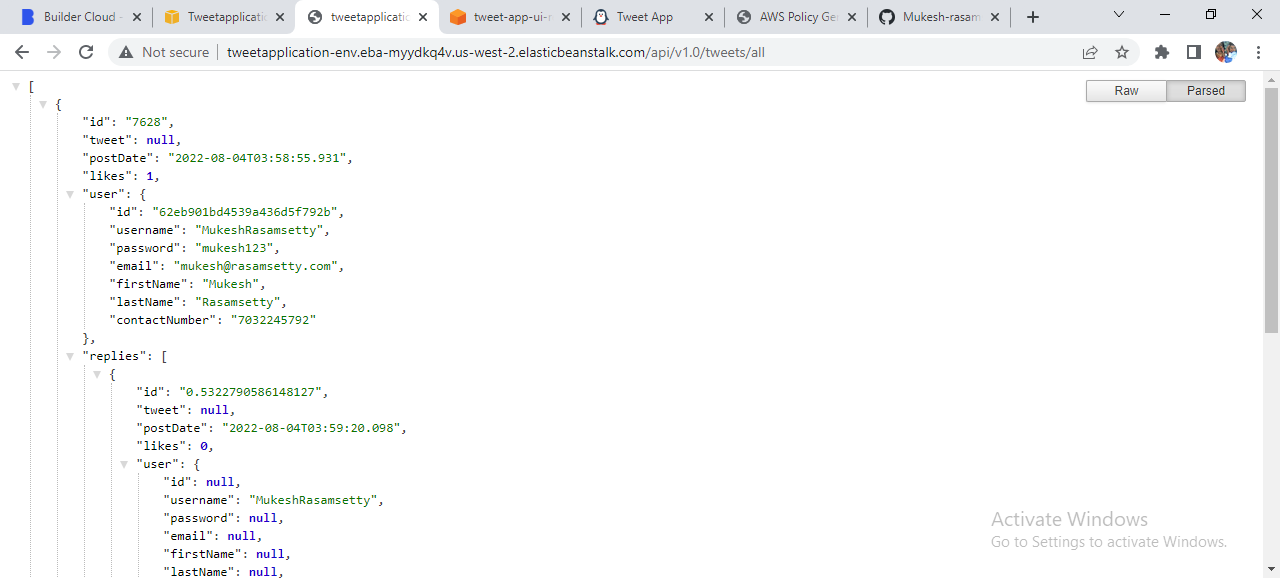 Builder Cloud - Tweetapplicatio tweetapplicatio tweet-app-ui-m Tweet App AWS Policy Gen Mukesh-rasam
Not secure tweetapplication-env.eba-myydkq4v.us-west-2.elasticbeanstalk.com/api/v1.0/tweets/all
Raw Parsed
[
{
"id": "7628",
"tweet": null,
"postDate": "2022-08-04T03:58:55.931",
"likes": 1,
"user": {
"id": "62eb901bd4539a436d5f792b",
"username": "MukeshRasamsetty",
"password": "mukesh123",
"email": "mukesh@rasamsetty.com",
"firstName": "Mukesh",
"lastName": "Rasamsetty",
"contactNumber": "7032245792"
},
"replies": [
{
"id": "0.5322790586148127",
"tweet": null,
"postDate": "2022-08-04T03:59:20.098",
"likes": 0,
"user": {
"id": null,
"username": "MukeshRasamsetty",
"password": null,
"email": null,
"firstName": null,
"lastName": null,
Activate Windows
Go to Settings to activate Windows.